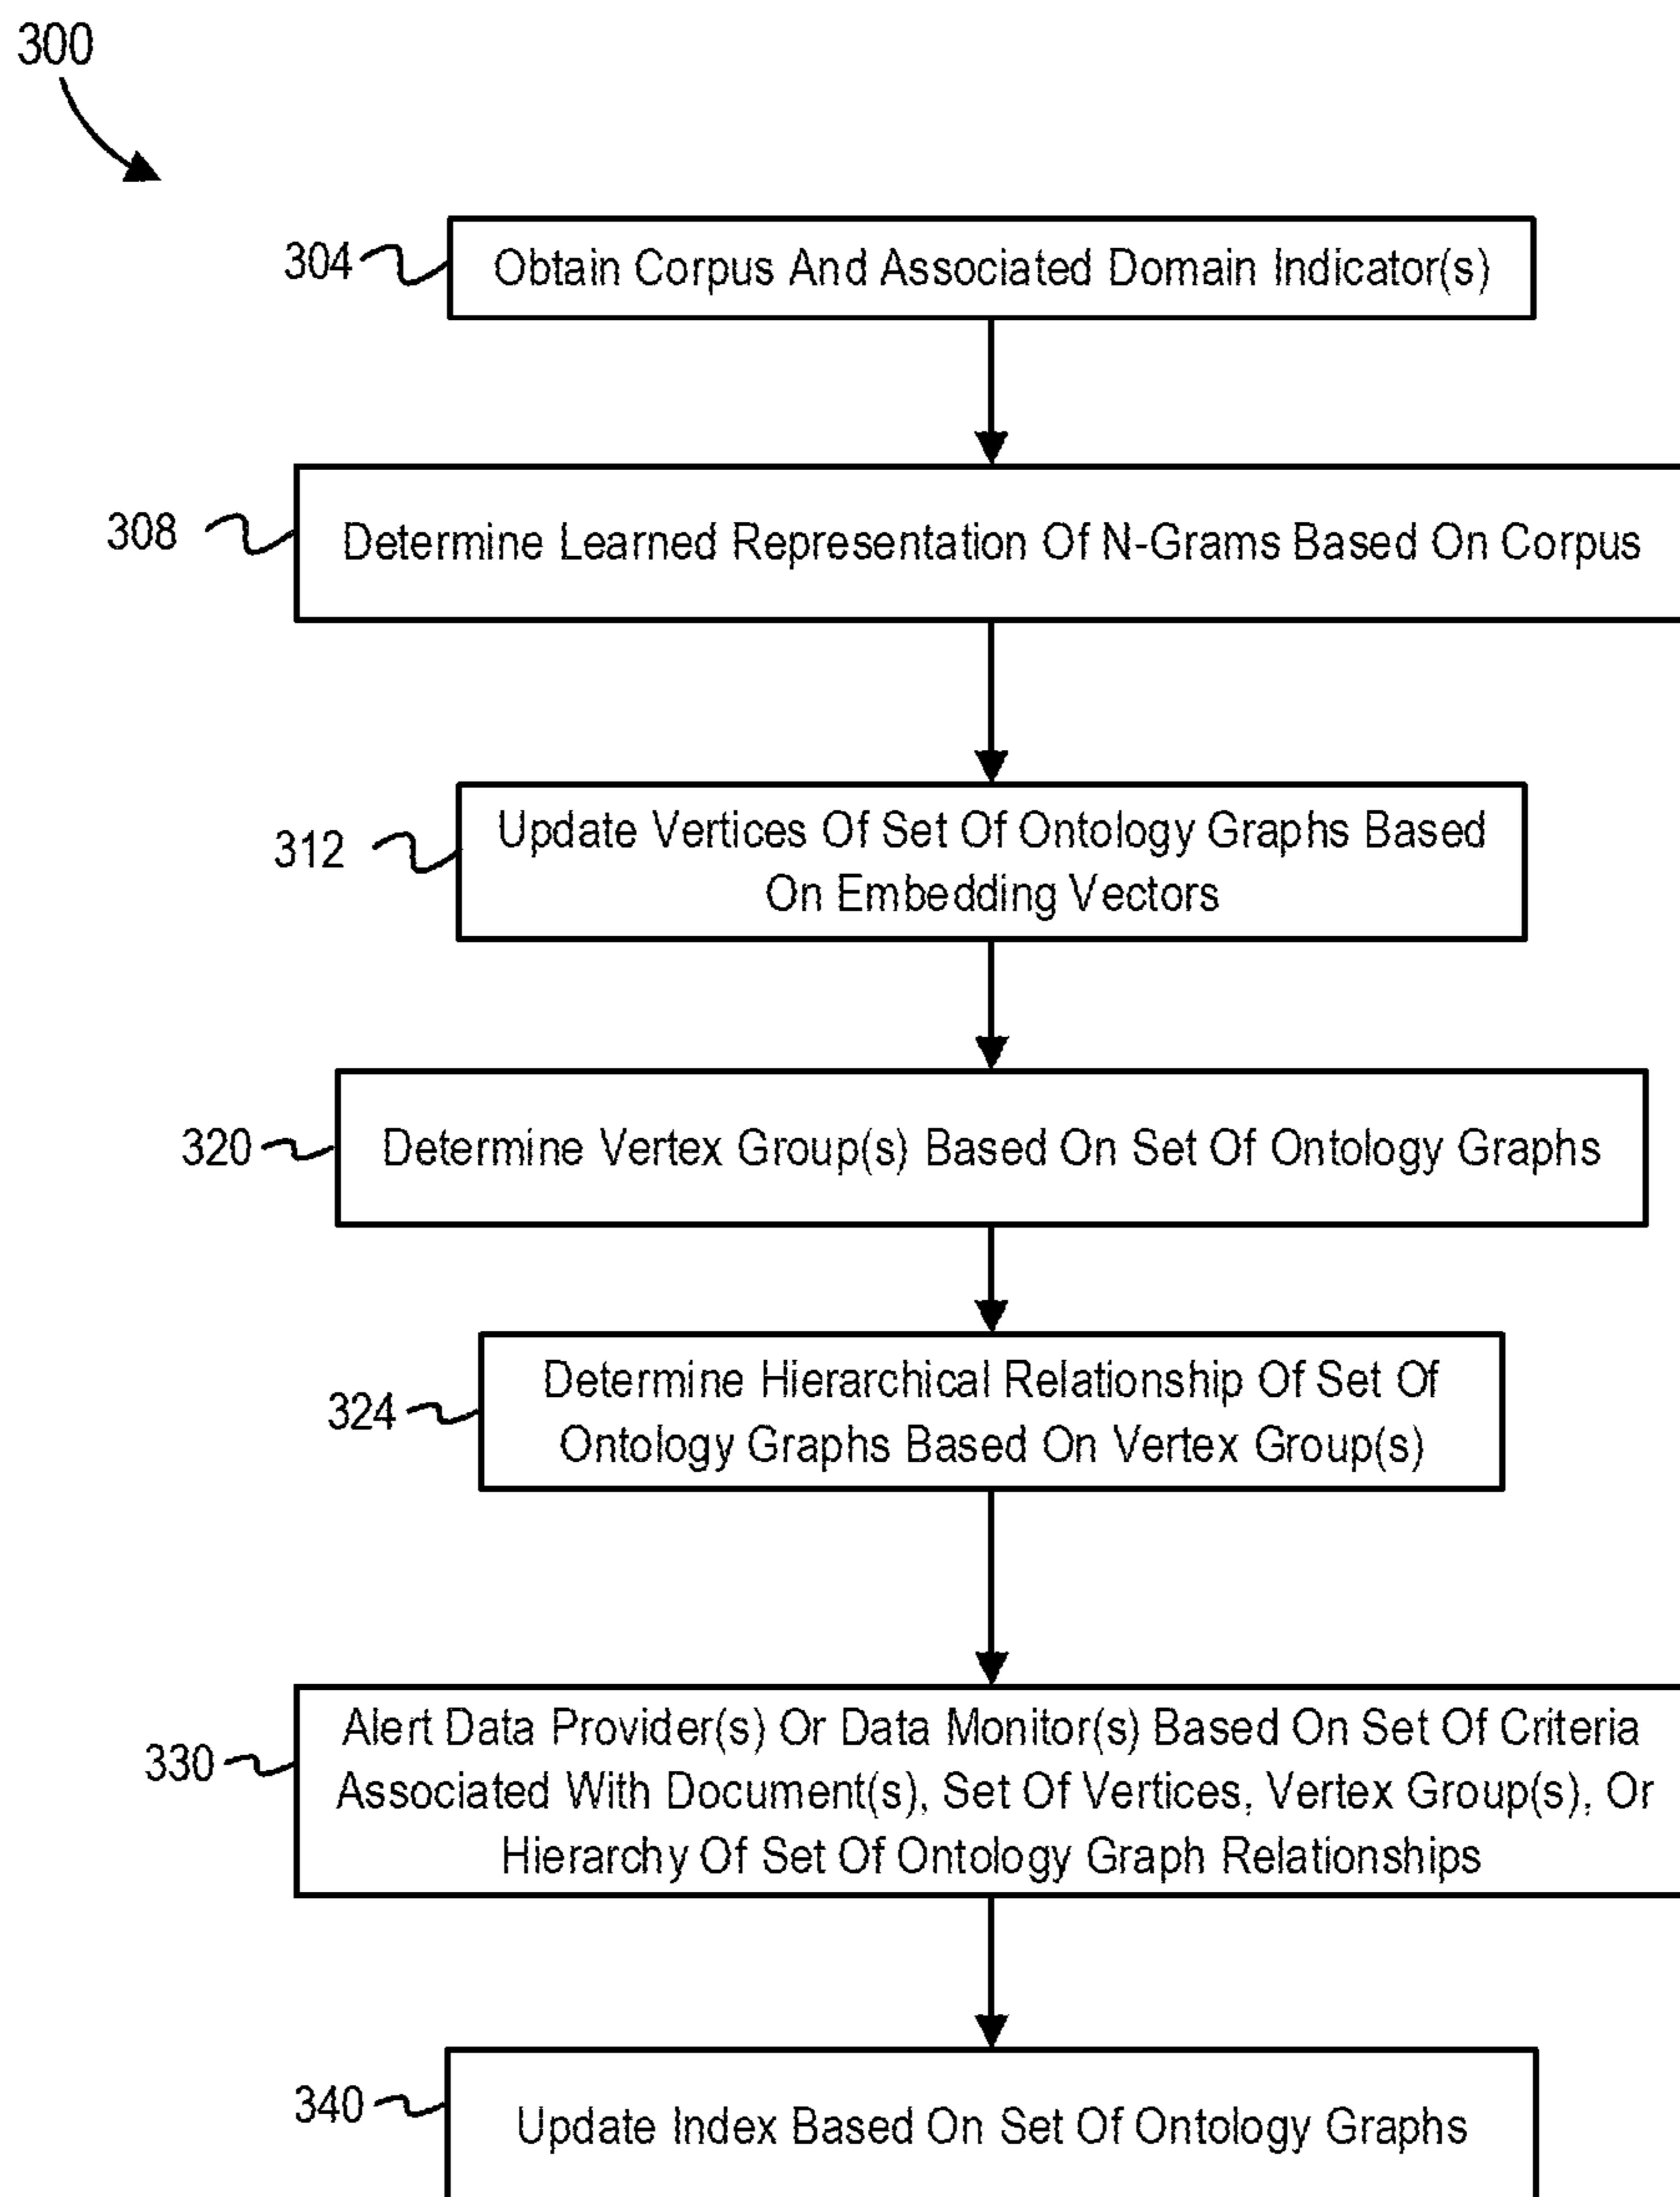 300
304
Obtain Corpus And Associated Domain Indicator(s)
308
Determine Learned Representation Of N-Grams Based On Corpus
312
Update Vertices Of Set Of Ontology Graphs Based
On Embedding Vectors
320
Determine Vertex Group(s) Based On Set Of Ontology Graphs
324
Determine Hierarchical Relationship Of Set Of
Ontology Graphs Based On Vertex Group(s)
330
Alert Data Provider(s) Or Data Monitor(s) Based On Set Of Criteria
Associated With Document(s), Set Of Vertices, Vertex Group(s), Or
Hierarchy Of Set Of Ontology Graph Relationships
340
Update Index Based On Set Of Ontology Graphs